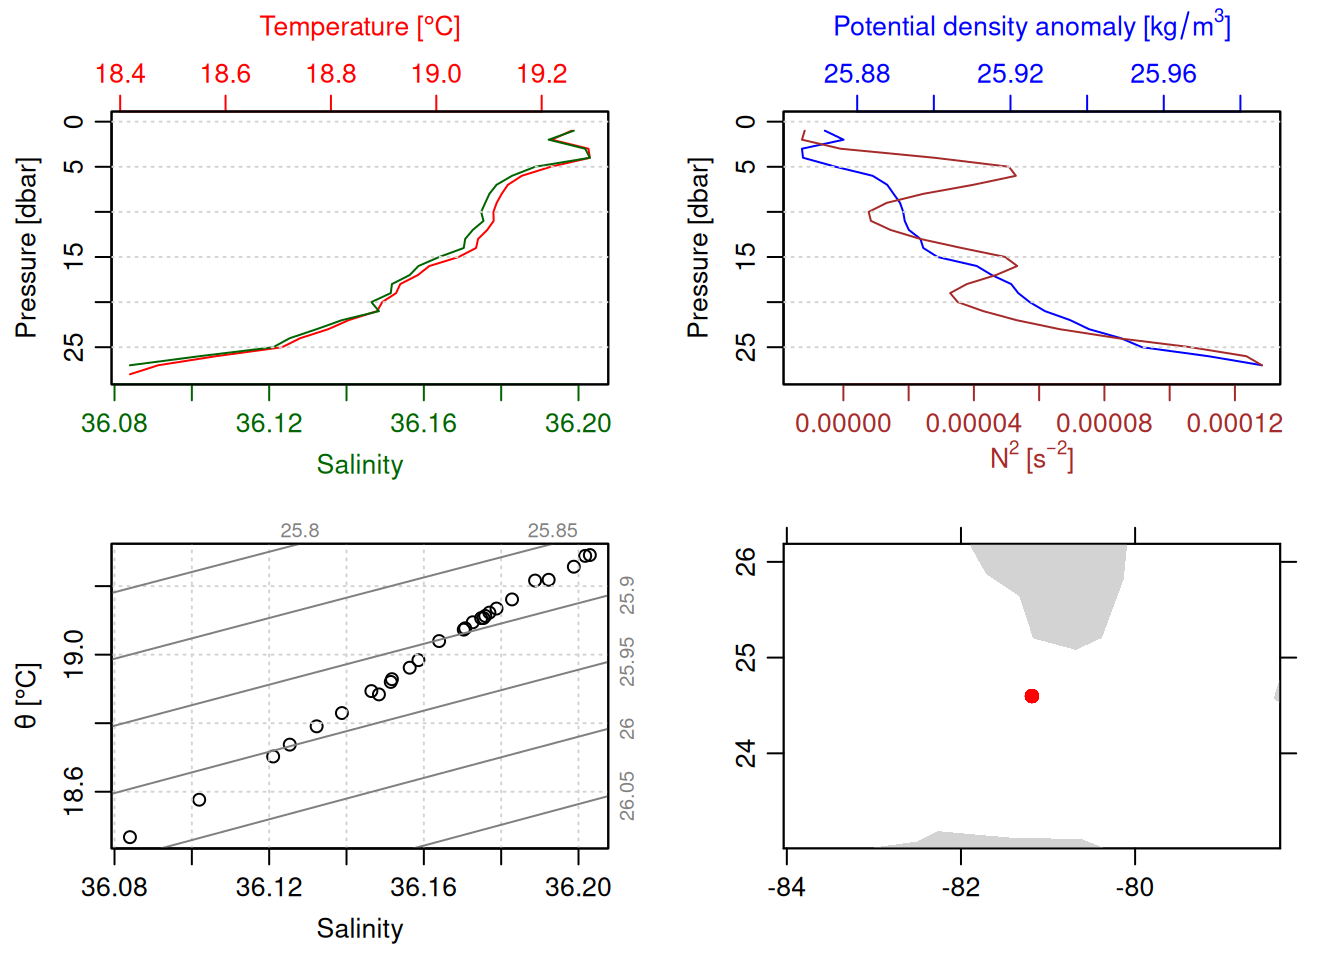 Temperature [°C]
18.4 18.6 18.8 19.0 19.2
0
5
15
25
Pressure [dbar]
36.08 36.12 36.16 36.20
Salinity
Potential density anomaly [kg/m³]
25.88 25.92 25.96
0
5
15
25
Pressure [dbar]
0.00000 0.00004 0.00008 0.00012
N² [s⁻²]
25.8 25.85
25.9
25.95
26
26.05
19.0
18.6
θ [°C]
36.08 36.12 36.16 36.20
Salinity
26
25
24
-84 -82 -80